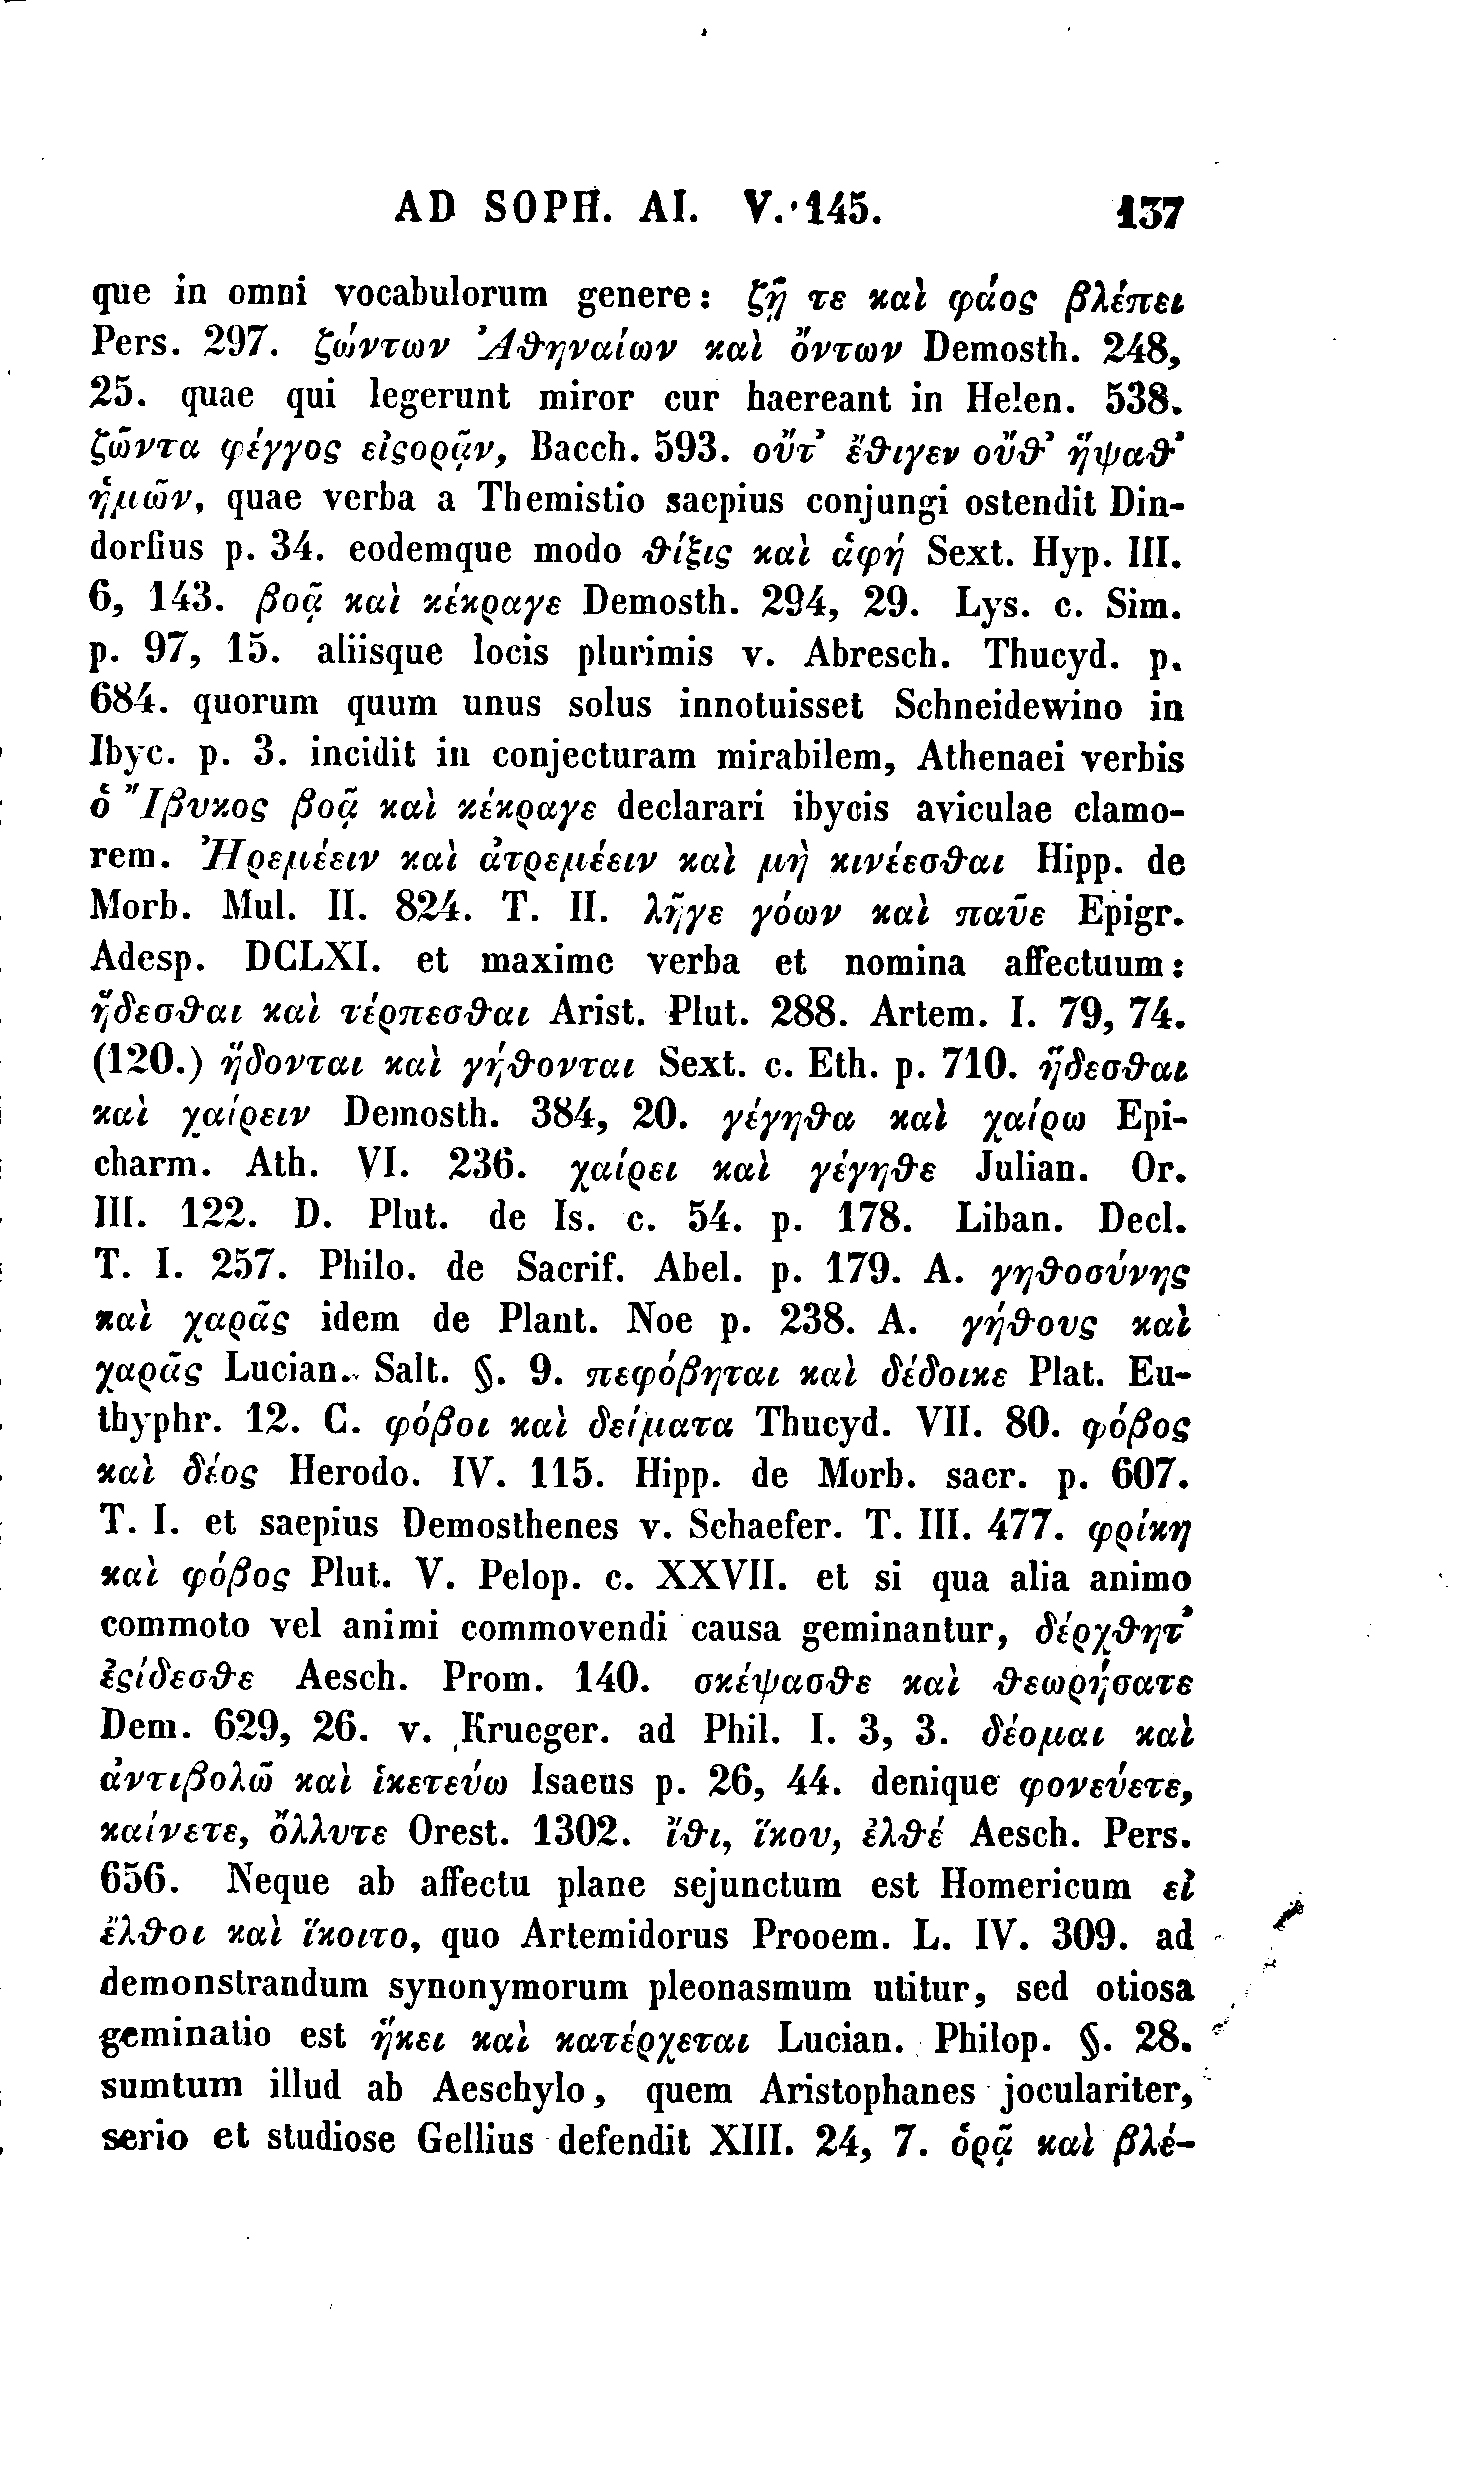 AD SOPH. AI. V. 145. 137
que in omni vocabulorum genere: ζῇ τε καὶ φάος βλέπει
Pers. 297. ζώντων Ἀϑηναίων καὶ ὄντων Demosth. 248,
25. quae qui legerunt miror cur haereant in Helen. 538.
ζῶντα φέγγος εἰςορᾷν, Bacch. 593. οὔτ᾽ ἔϑιγεν οὔϑ᾽ ἥψαϑ᾽
ἡμῶν, quae verba a Themistio saepius conjungi ostendit Din-
dorfius p. 34. eodemque modo ϑίξις καὶ ἁφή Sext. Hyp. III.
6, 143. βοᾷ καὶ κέκραγε Demosth. 294, 29. Lys. c. Sim.
p. 97, 15. aliisque locis plurimis v. Abresch. Thucyd. p.
684. quorum quum unus solus innotuisset Schneidewino in
Ibyc. p. 3. incidit in conjecturam mirabilem, Athenaei verbis
ὁ Ἴβυκος βοᾷ καὶ κέκραγε declarari ibycis aviculae clamo-
rem. Ἠρεμέειν καὶ ἀτρεμέειν καὶ μὴ κινέεσϑαι Hipp. de
Morb. Mul. II. 824. T. II. λῆγε γόων καὶ παῦε Epigr.
Adesp. DCLXI. et maxime verba et nomina affectuum:
ἥδεσϑαι καὶ τέρπεσϑαι Arist. Plut. 288. Artem. I. 79, 74.
(120.) ἥδονται καὶ γήϑονται Sext. c. Eth. p. 710. ἥδεσϑαι
καὶ χαίρειν Demosth. 384, 20. γέγηϑα καὶ χαίρω Epi-
charm. Ath. VI. 236. χαίρει καὶ γέγηϑε Julian. Or.
III. 122. D. Plut. de Is. c. 54. p. 178. Liban. Decl.
T. I. 257. Philo. de Sacrif. Abel. p. 179. A. γηϑοσύνης
καὶ χαρᾶς idem de Plant. Noe p. 238. A. γήϑους καὶ
χαρᾶς Lucian. Salt. §. 9. πεφόβηται καὶ δέδοικε Plat. Eu-
thyphr. 12. C. φόβοι καὶ δείματα Thucyd. VII. 80. φόβος
καὶ δέος Herodo. IV. 115. Hipp. de Morb. sacr. p. 607.
T. I. et saepius Demosthenes v. Schaefer. T. III. 477. φρίκη
καὶ φόβος Plut. V. Pelop. c. XXVII. et si qua alia animo
commoto vel animi commovendi causa geminantur, δέρχϑητ᾽
ἐςίδεσϑε Aesch. Prom. 140. σκέψασϑε καὶ ϑεωρήσατε
Dem. 629, 26. v. Krueger. ad Phil. I. 3, 3. δέομαι καὶ
ἀντιβολῶ καὶ ἱκετεύω Isaeus p. 26, 44. denique φονεύετε,
καίνετε, ὄλλυτε Orest. 1302. ἴϑι, ἵκου, ἐλϑέ Aesch. Pers.
656. Neque ab affectu plane sejunctum est Homericum εἰ
ἔλϑοι καὶ ἵκοιτο, quo Artemidorus Prooem. L. IV. 309. ad
demonstrandum synonymorum pleonasmum utitur, sed otiosa
geminatio est ἥκει καὶ κατέρχεται Lucian. Philop. §. 28.
sumtum illud ab Aeschylo, quem Aristophanes joculariter,
serio et studiose Gellius defendit XIII. 24, 7. ὁρᾷ καὶ βλέ-